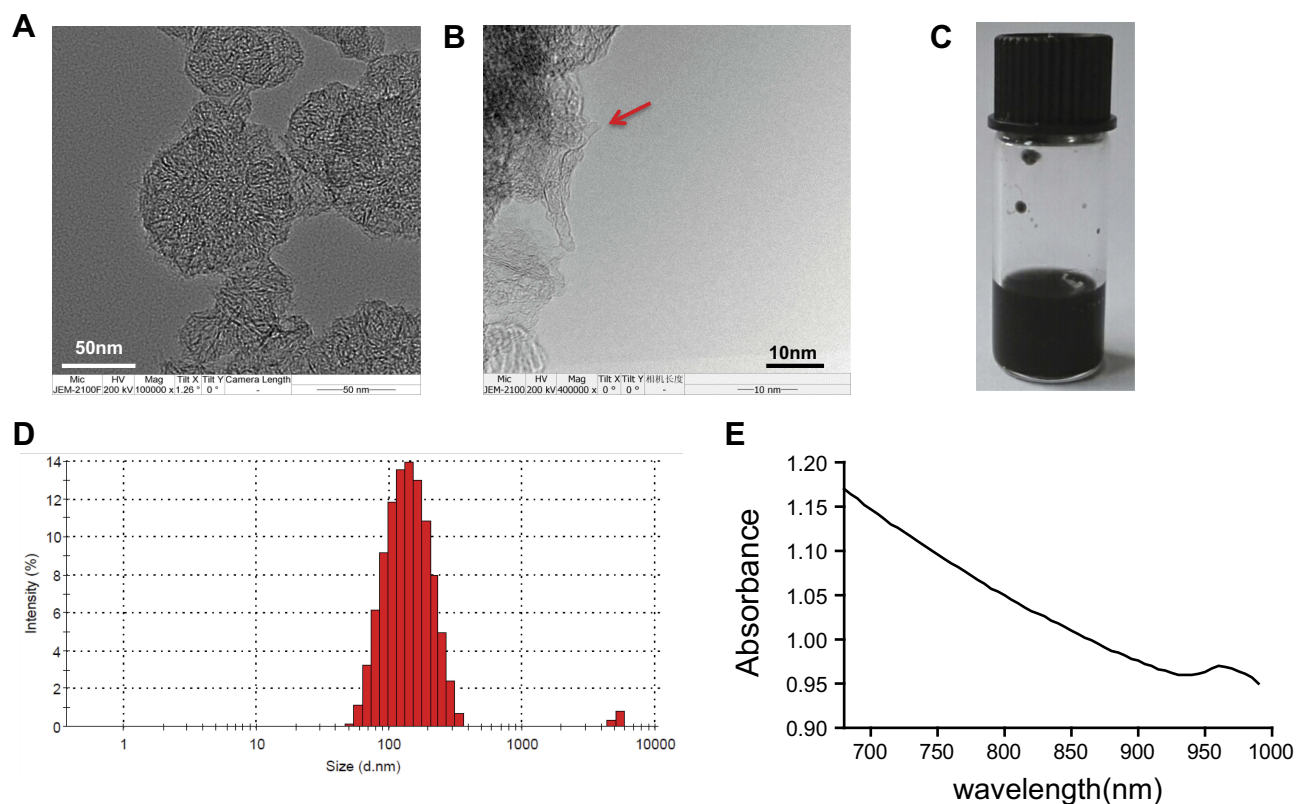 A
50nm
Mic HV Mag Tilt X Tilt Y Camera Length
JEM-2100F 200 kV 100000 x 1.26 ° 0 ° - 50 nm
B
10nm
Mic HV Mag Tilt X Tilt Y 相机长度
JEM-2100 200 kV 400000 x 0 ° 0 ° - 10 nm
C
D
Intensity (%)
14
12
10
8
6
4
2
0
1 10 100 1000 10000
Size (d.nm)
E
Absorbance
1.20
1.15
1.10
1.05
1.00
0.95
0.90
700 750 800 850 900 950 1000
wavelength(nm)